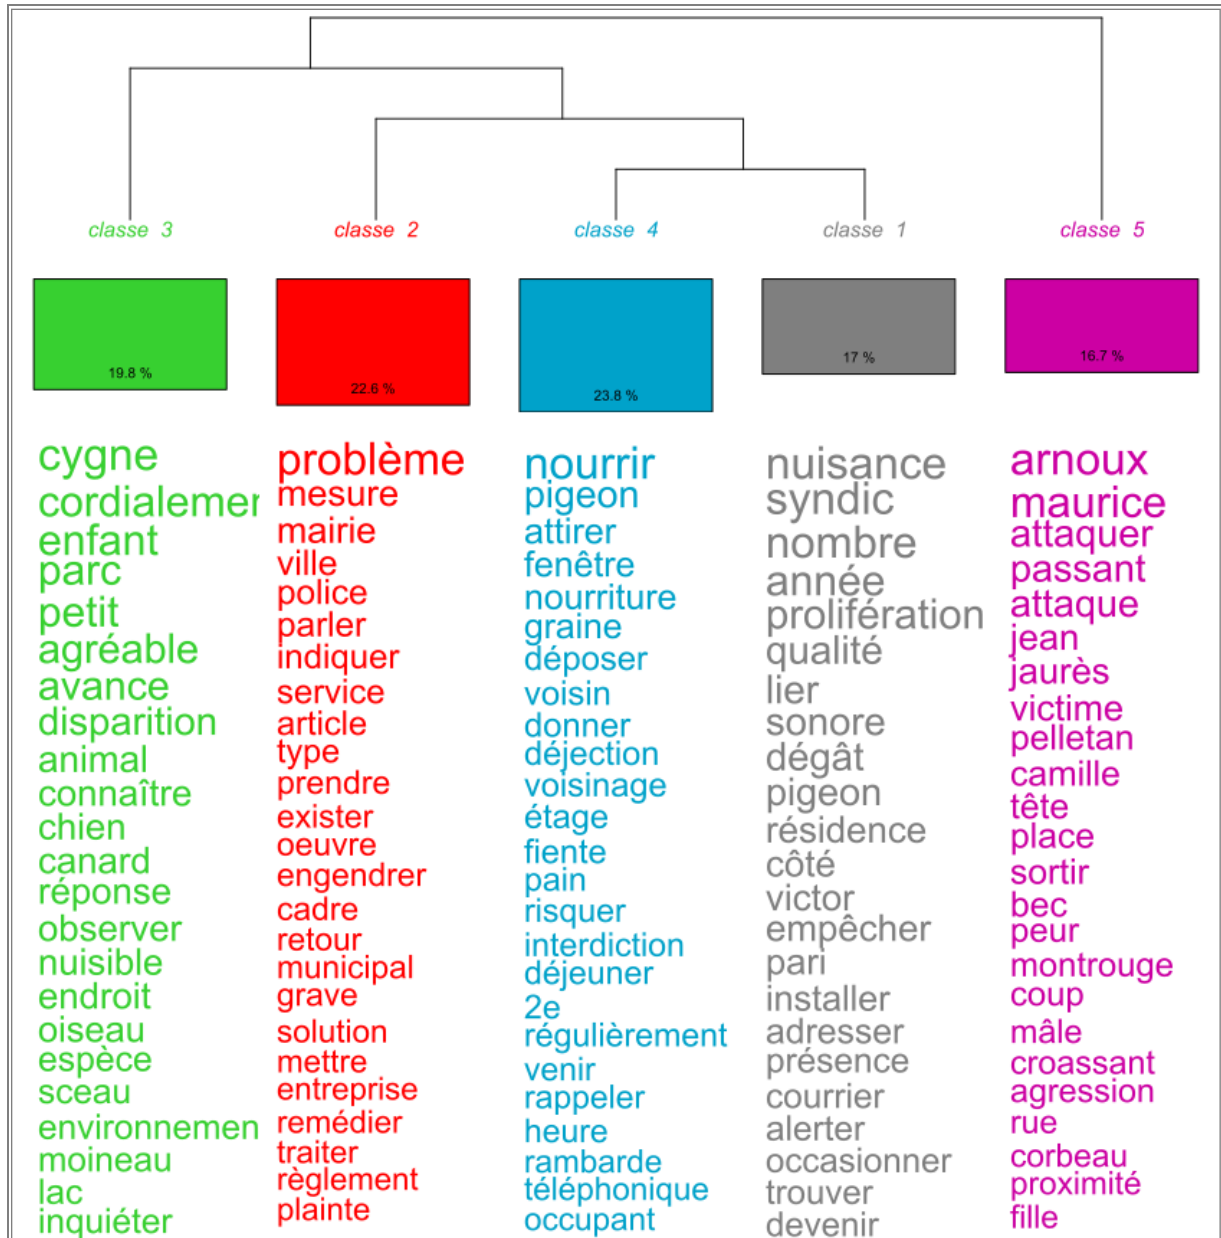 classe 3
classe 2
classe 4
classe 1
classe 5
19.8 %
22.6 %
23.8 %
17 %
16.7 %
cygne
cordialemer
enfant
parc
petit
agréable
avance
disparition
animal
connaître
chien
canard
réponse
observer
nuisible
endroit
oiseau
espèce
sceau
environnemen
moineau
lac
inquiéter
problème
mesure
mairie
ville
police
parler
indiquer
service
article
type
prendre
exister
oeuvre
engendrer
cadre
retour
municipal
grave
solution
mettre
entreprise
remédier
traiter
règlement
plainte
nourrir
pigeon
attirer
fenêtre
nourriture
graine
déposer
voisin
donner
déjection
voisinage
étage
fiente
pain
risquer
interdiction
déjeuner
2e
régulièrement
venir
rappeler
heure
rambarde
téléphonique
occupant
nuisance
syndic
nombre
année
prolifération
qualité
lier
sonore
dégât
pigeon
résidence
côté
victor
empêcher
pari
installer
adresser
présence
courrier
alerter
occasionner
trouver
devenir
arnoux
maurice
attaquer
passant
attaque
jean
jaurès
victime
pelletan
camille
tête
place
sortir
bec
peur
montrouge
coup
mâle
croassant
agression
rue
corbeau
proximité
fille